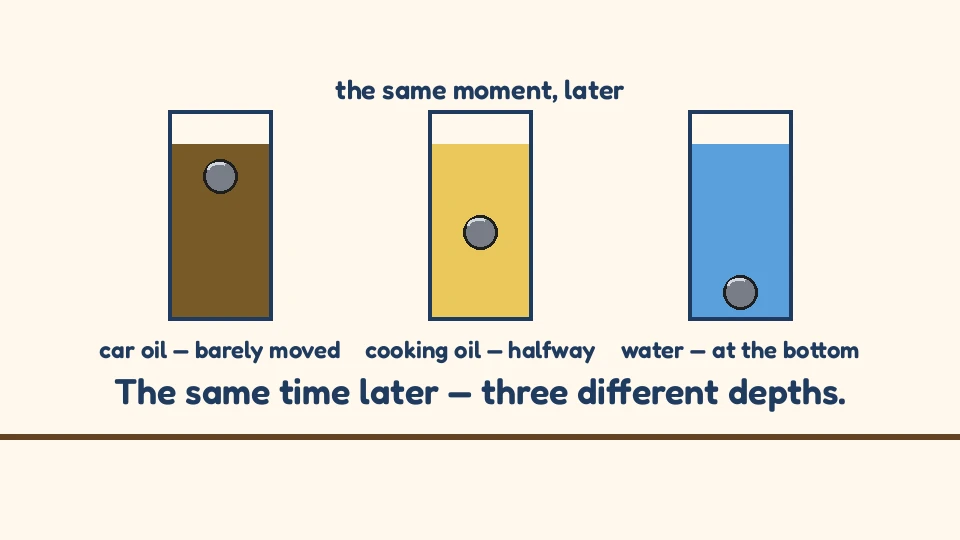 the same moment, later
car oil — barely moved
cooking oil — halfway
water — at the bottom
The same time later — three different depths.